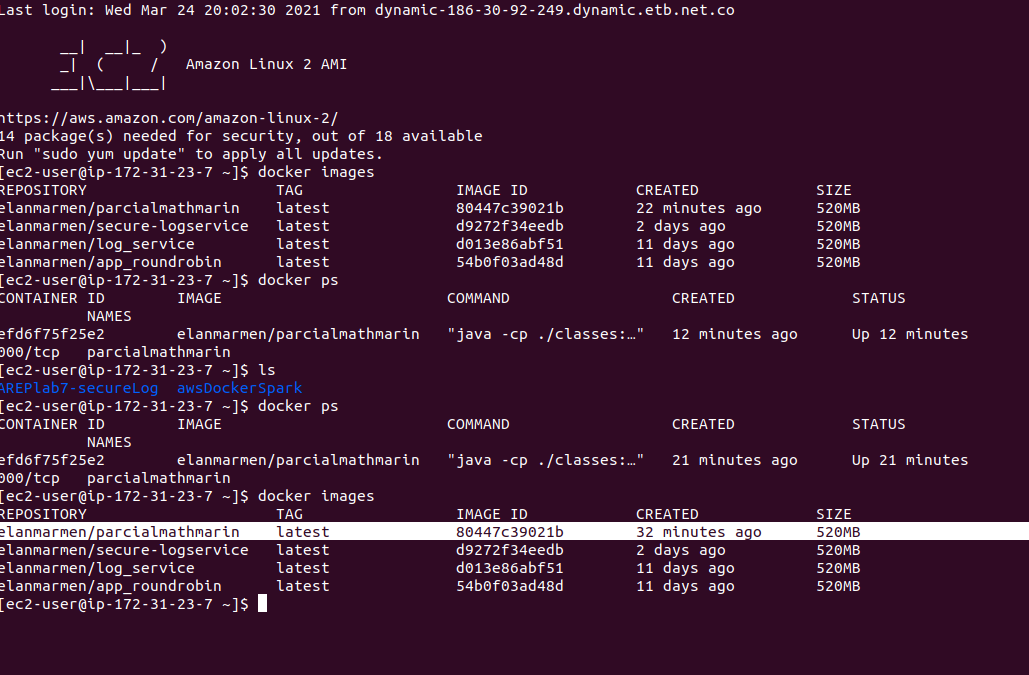 Last login: Wed Mar 24 20:02:30 2021 from dynamic-186-30-92-249.dynamic.etb.net.co
__|  __|_  )
_|  (     /   Amazon Linux 2 AMI
___|\___|___|
https://aws.amazon.com/amazon-linux-2/
14 package(s) needed for security, out of 18 available
Run "sudo yum update" to apply all updates.
[ec2-user@ip-172-31-23-7 ~]$ docker images
REPOSITORY TAG IMAGE ID CREATED SIZE
elanmarmen/parcialmathmarin latest 80447c39021b 22 minutes ago 520MB
elanmarmen/secure-logservice latest d9272f34eedb 2 days ago 520MB
elanmarmen/log_service latest d013e86abf51 11 days ago 520MB
elanmarmen/app_roundrobin latest 54b0f03ad48d 11 days ago 520MB
[ec2-user@ip-172-31-23-7 ~]$ docker ps
CONTAINER ID IMAGE COMMAND CREATED STATUS
NAMES
efd6f75f25e2 elanmarmen/parcialmathmarin "java -cp ./classes:…" 12 minutes ago Up 12 minutes
000/tcp parcialmathmarin
[ec2-user@ip-172-31-23-7 ~]$ ls
AREPlab7-secureLog awsDockerSpark
[ec2-user@ip-172-31-23-7 ~]$ docker ps
CONTAINER ID IMAGE COMMAND CREATED STATUS
NAMES
efd6f75f25e2 elanmarmen/parcialmathmarin "java -cp ./classes:…" 21 minutes ago Up 21 minutes
000/tcp parcialmathmarin
[ec2-user@ip-172-31-23-7 ~]$ docker images
REPOSITORY TAG IMAGE ID CREATED SIZE
elanmarmen/parcialmathmarin latest 80447c39021b 32 minutes ago 520MB
elanmarmen/secure-logservice latest d9272f34eedb 2 days ago 520MB
elanmarmen/log_service latest d013e86abf51 11 days ago 520MB
elanmarmen/app_roundrobin latest 54b0f03ad48d 11 days ago 520MB
[ec2-user@ip-172-31-23-7 ~]$